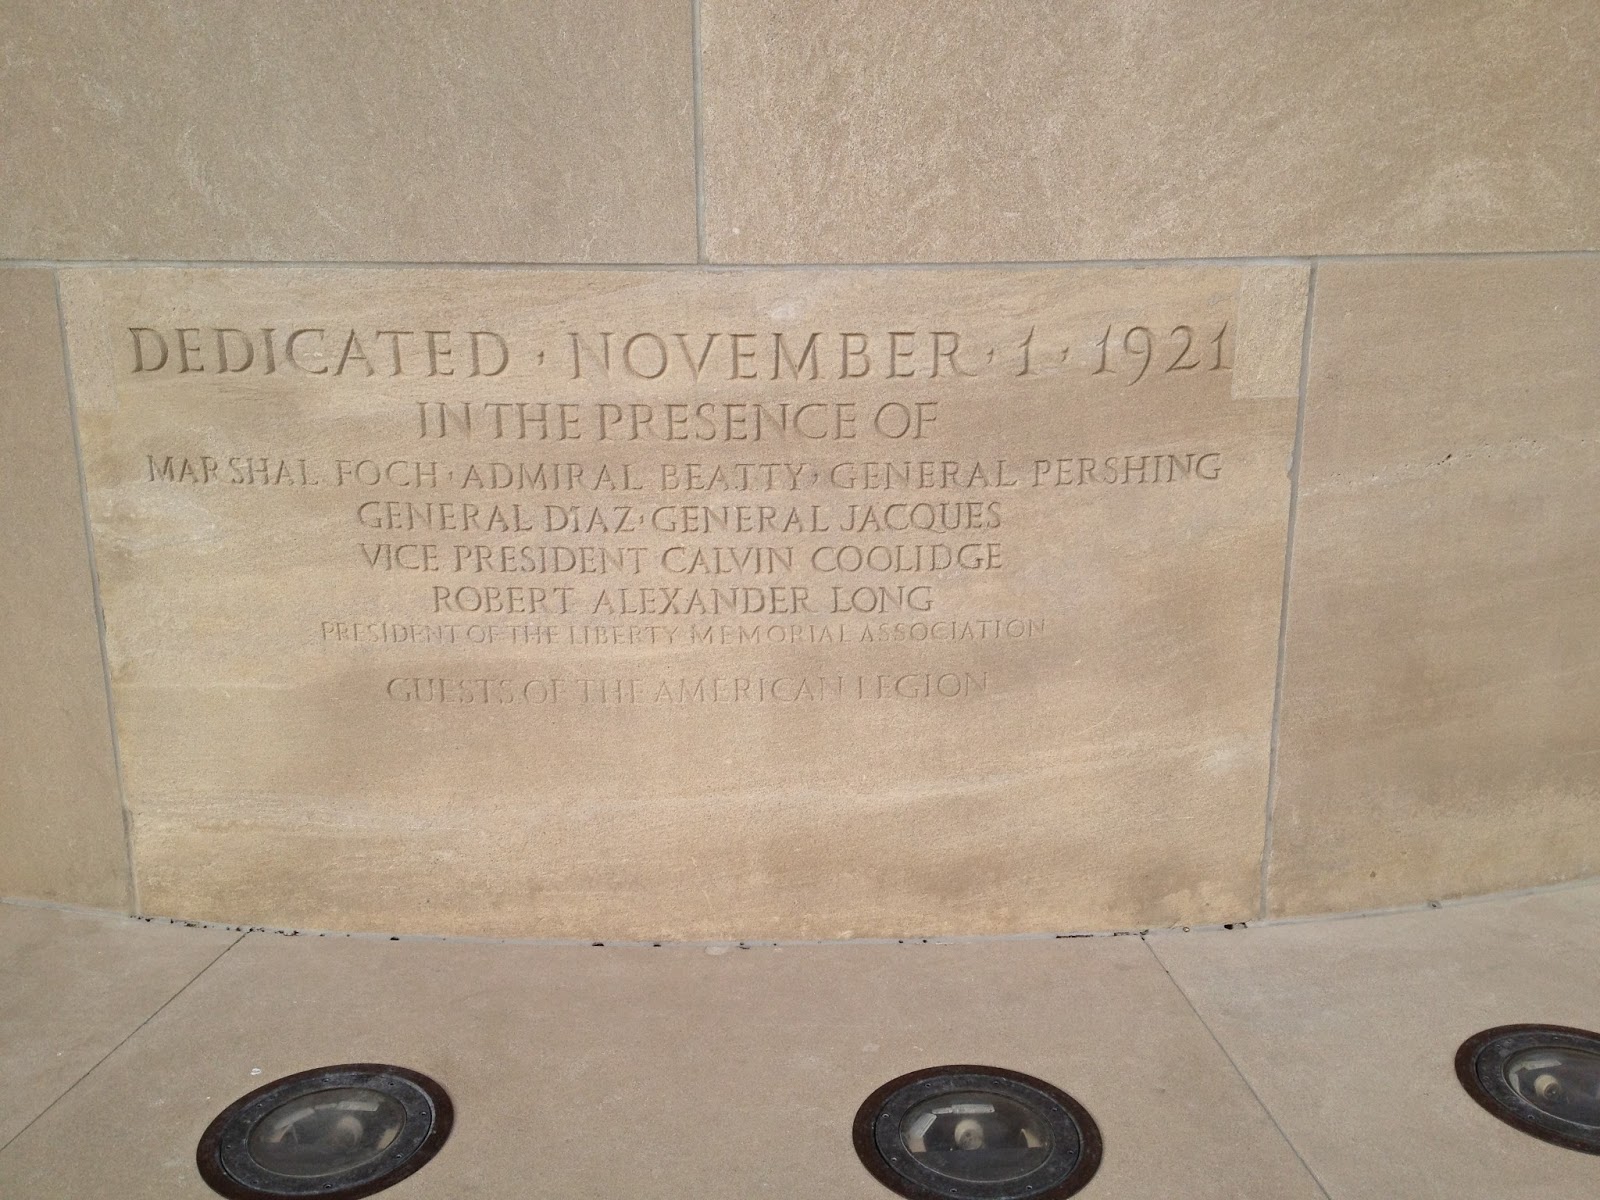 DEDICATED · NOVEMBER · 1 · 1921
IN THE PRESENCE OF
MARSHAL FOCH · ADMIRAL BEATTY · GENERAL PERSHING
GENERAL DIAZ · GENERAL JACQUES
VICE PRESIDENT CALVIN COOLIDGE
ROBERT ALEXANDER LONG
PRESIDENT OF THE LIBERTY MEMORIAL ASSOCIATION
GUESTS OF THE AMERICAN LEGION